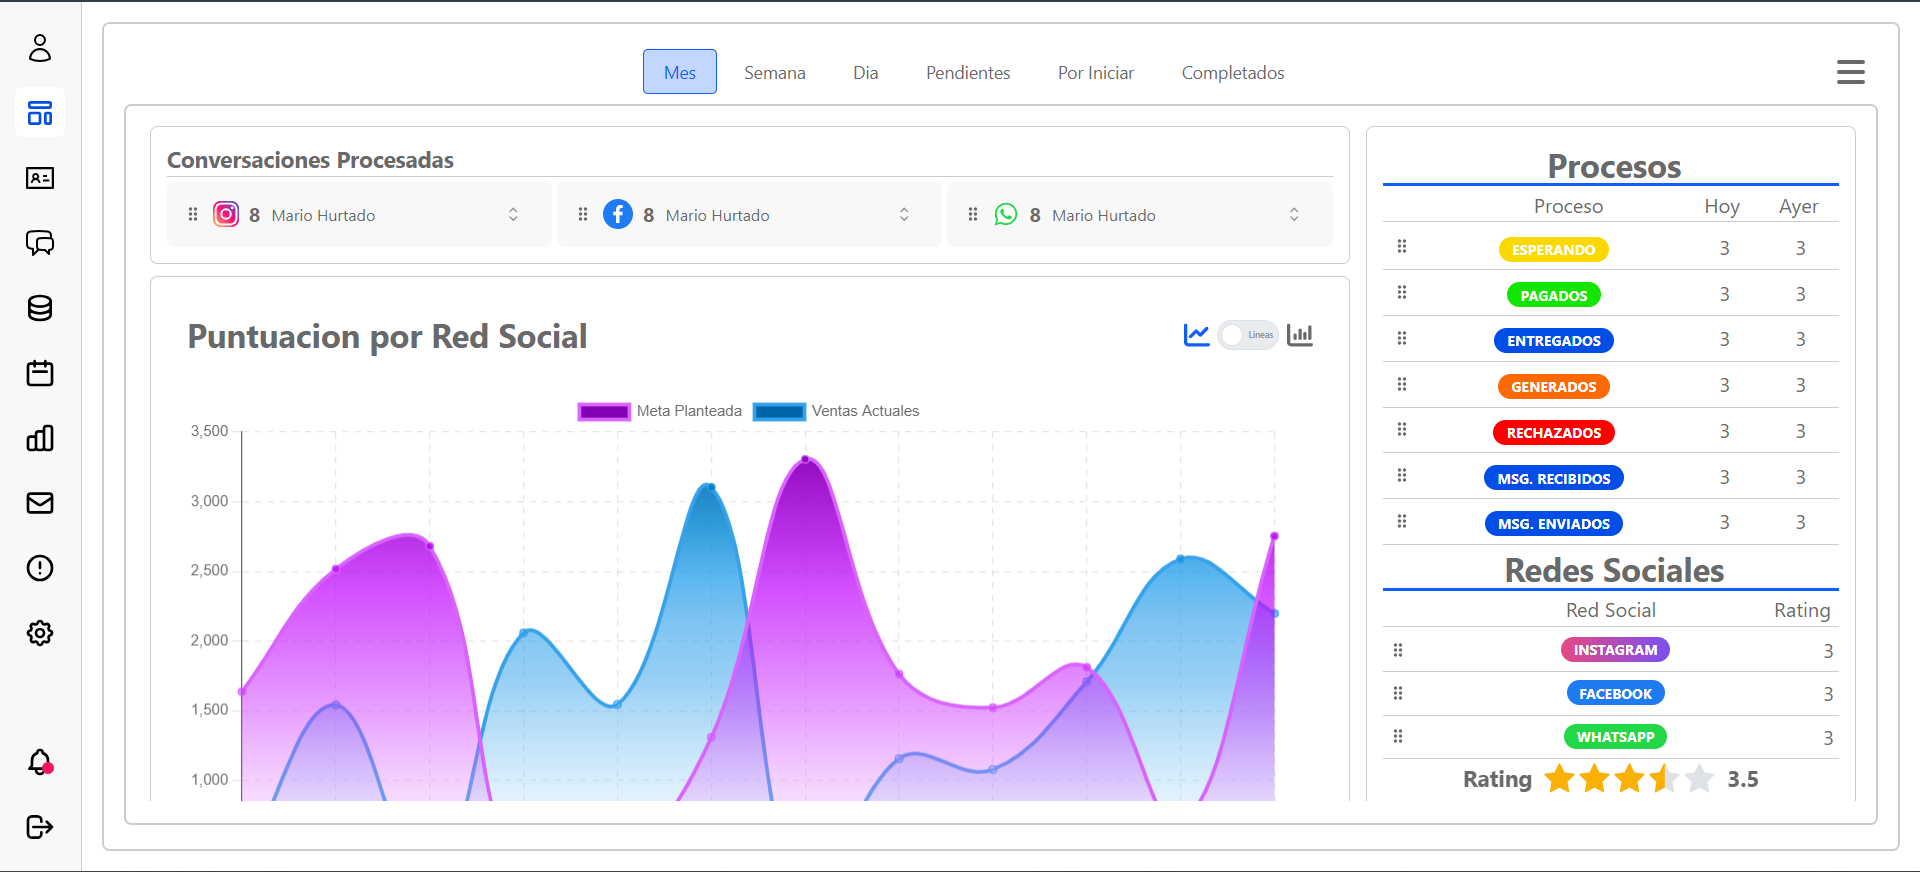 Mes Semana Dia Pendientes Por Iniciar Completados
Conversaciones Procesadas
8 Mario Hurtado 8 Mario Hurtado 8 Mario Hurtado
Puntuacion por Red Social
Lineas
Meta Planteada Ventas Actuales
3,500
3,000
2,500
2,000
1,500
1,000
Procesos
Proceso Hoy Ayer
ESPERANDO 3 3
PAGADOS 3 3
ENTREGADOS 3 3
GENERADOS 3 3
RECHAZADOS 3 3
MSG. RECIBIDOS 3 3
MSG. ENVIADOS 3 3
Redes Sociales
Red Social Rating
INSTAGRAM 3
FACEBOOK 3
WHATSAPP 3
Rating 3.5